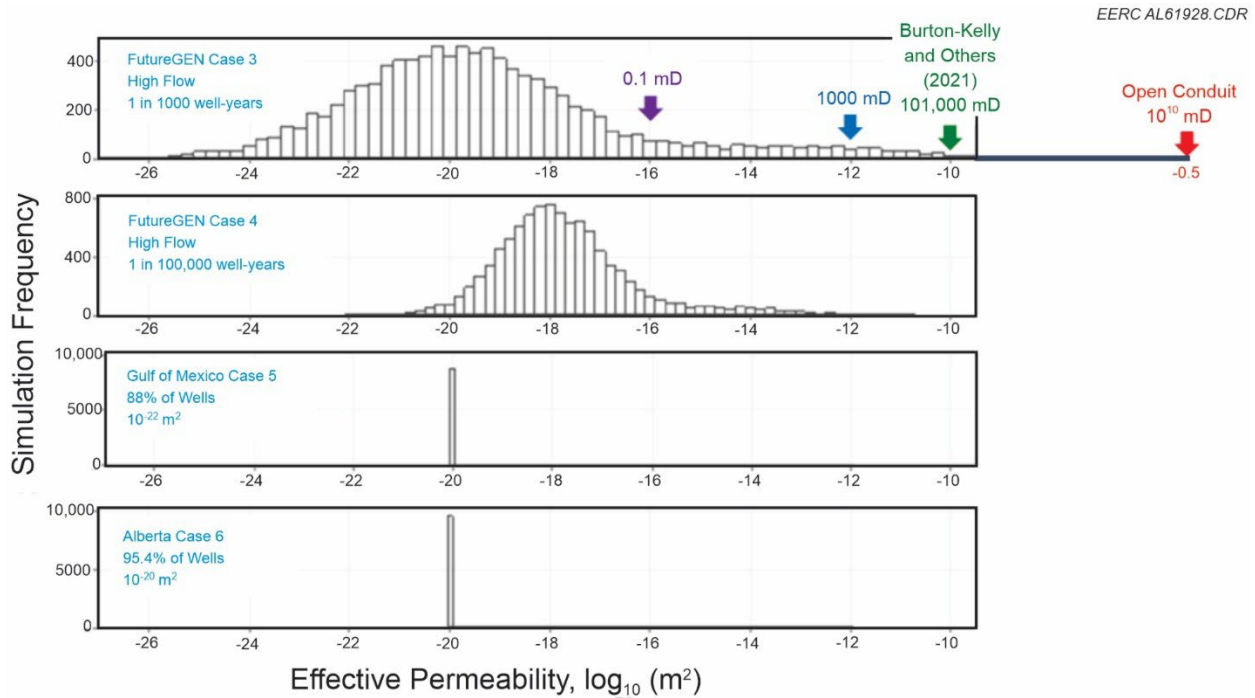 EERC AL61928.CDR
Simulation Frequency
FutureGEN Case 3
High Flow
1 in 1000 well-years
0.1 mD
1000 mD
Burton-Kelly
and Others
(2021)
101,000 mD
Open Conduit
10¹⁰ mD
400
200
0
-26 -24 -22 -20 -18 -16 -14 -12 -10 -0.5
FutureGEN Case 4
High Flow
1 in 100,000 well-years
800
400
0
-26 -24 -22 -20 -18 -16 -14 -12 -10
Gulf of Mexico Case 5
88% of Wells
10⁻²² m²
10,000
5000
0
-26 -24 -22 -20 -18 -16 -14 -12 -10
Alberta Case 6
95.4% of Wells
10⁻²⁰ m²
10,000
5000
0
-26 -24 -22 -20 -18 -16 -14 -12 -10
Effective Permeability, log₁₀ (m²)